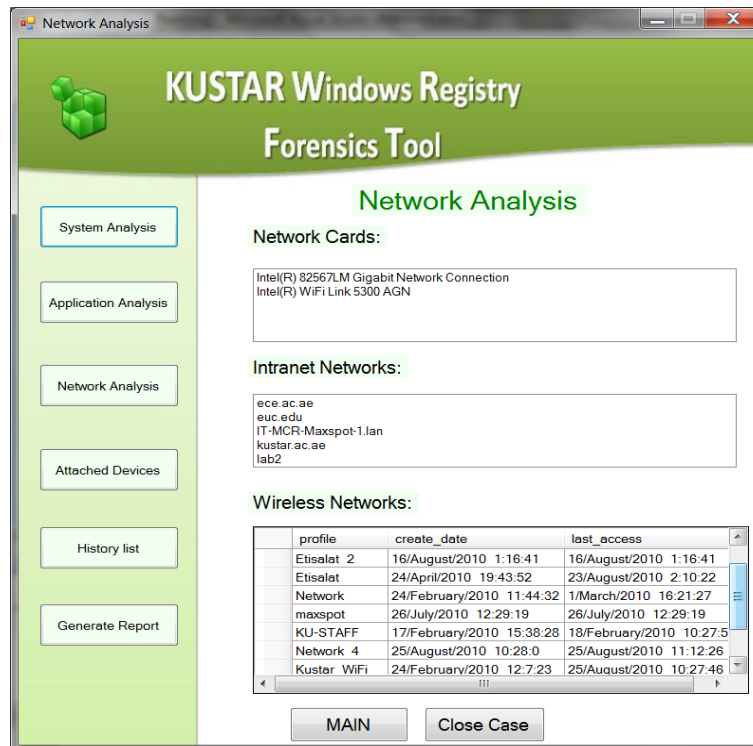 Network Analysis
KUSTAR Windows Registry
Forensics Tool
System Analysis
Application Analysis
Network Analysis
Attached Devices
History list
Generate Report
Network Analysis
Network Cards:
Intel(R) 82567LM Gigabit Network Connection
Intel(R) WiFi Link 5300 AGN
Intranet Networks:
ece.ac.ae
euc.edu
IT-MCR-Maxspot-1.lan
kustar.ac.ae
lab2
Wireless Networks:
profile create_date last_access
Etisalat 2 16/August/2010 1:16:41 16/August/2010 1:16:41
Etisalat 24/April/2010 19:43:52 23/August/2010 2:10:22
Network 24/February/2010 11:44:32 1/March/2010 16:21:27
maxspot 26/July/2010 12:29:19 26/July/2010 12:29:19
KU-STAFF 17/February/2010 15:38:28 18/February/2010 10:27:5
Network 4 25/August/2010 10:28:0 25/August/2010 11:12:26
Kustar WiFi 24/February/2010 12:7:23 25/August/2010 10:27:46
MAIN Close Case